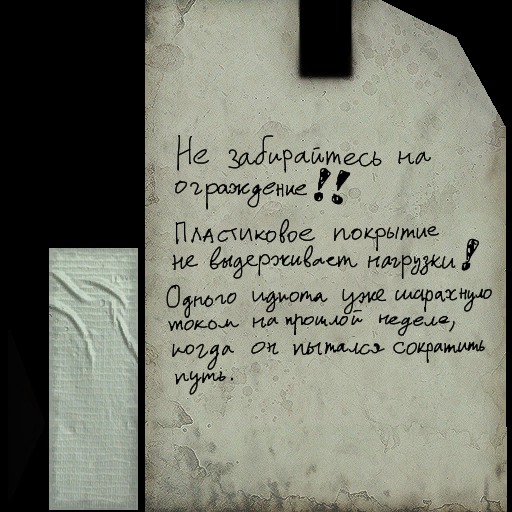 Не забирайтесь на
ограждение!!
Пластиковое покрытие
не выдерживает нагрузки!
Одного идиота уже шарахнуло
током на прошлой неделе,
когда он пытался сократить
путь.